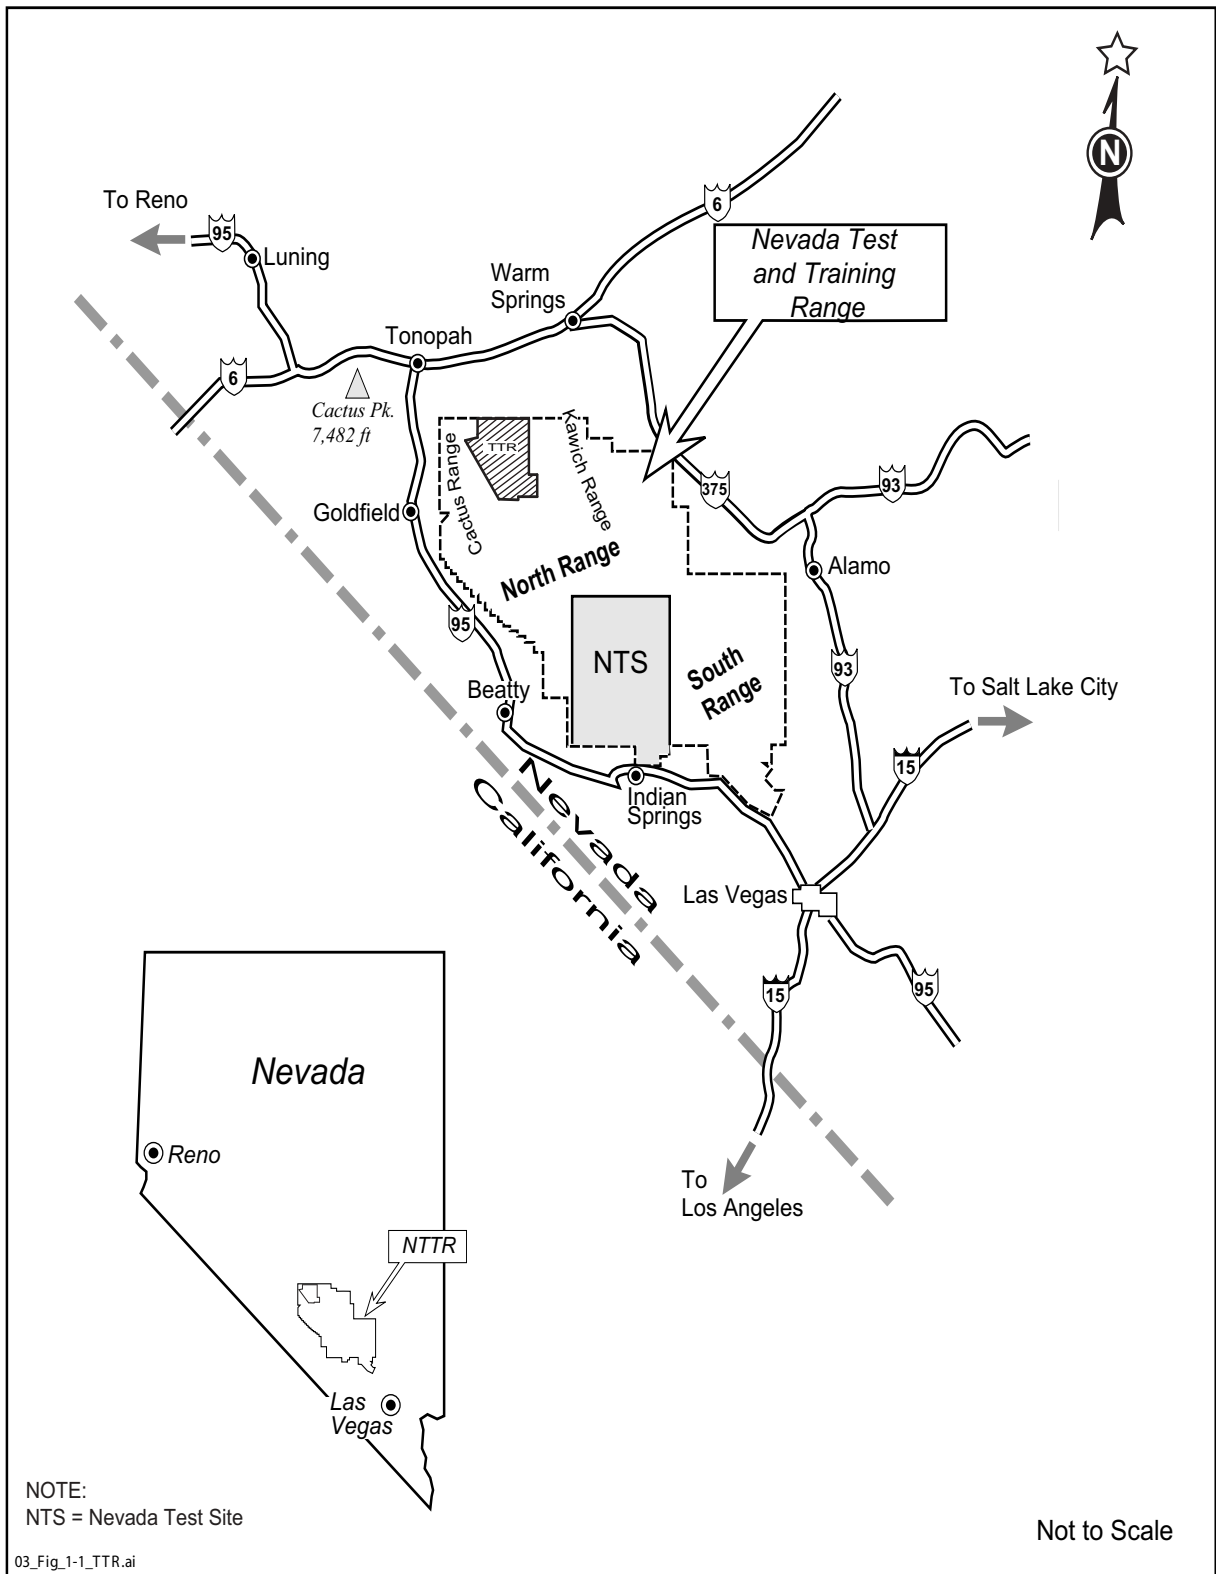 N
To Reno
95
Luning
6
Nevada Test
and Training
Range
Warm
Springs
Tonopah
6
Cactus Pk.
7,482 ft
TTR
Cactus Range
Kawich Range
375
93
Goldfield
North Range
Alamo
95
NTS
South
Range
93
Beatty
To Salt Lake City
15
Indian
Springs
Nevada
California
Las Vegas
15
95
To
Los Angeles
Nevada
Reno
NTTR
Las
Vegas
NOTE:
NTS = Nevada Test Site
Not to Scale
03_Fig_1-1_TTR.ai